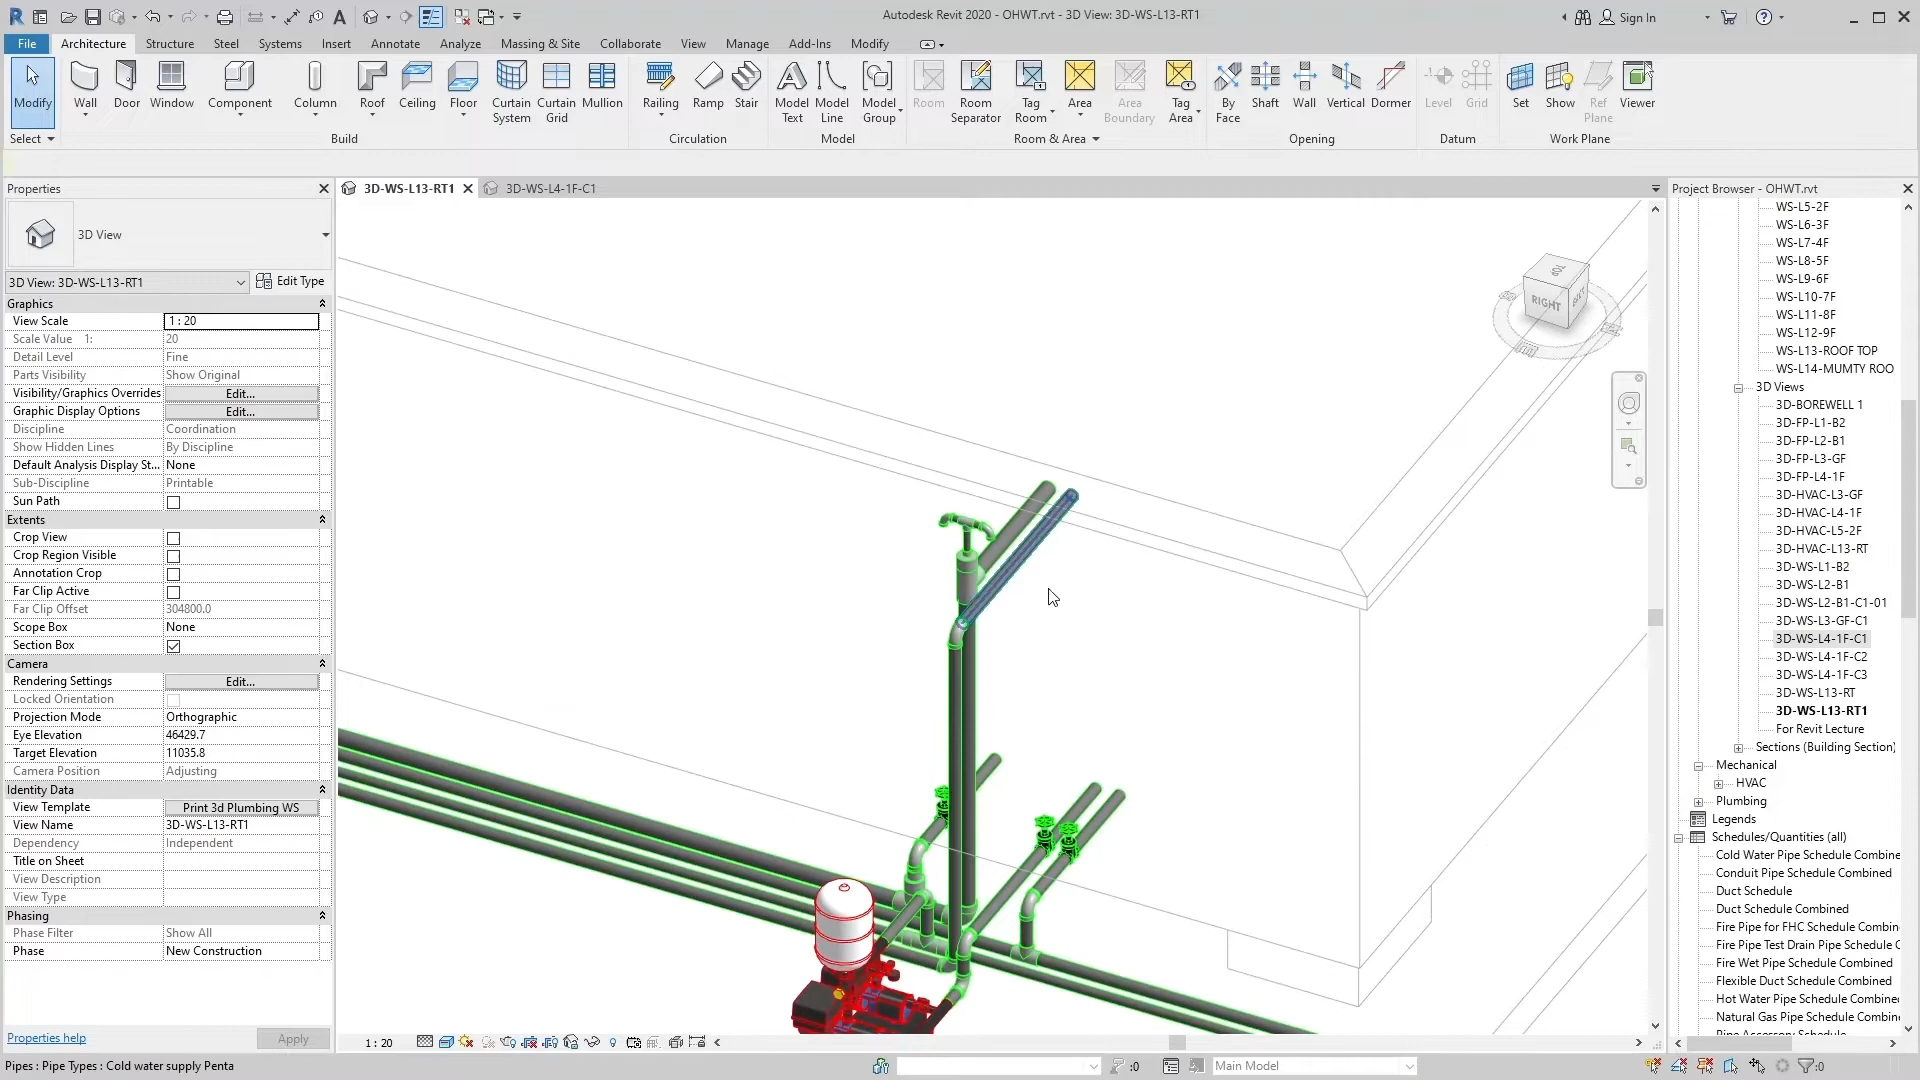 Autodesk Revit 2020 - OHWT.rvt - 3D View: 3D-WS-L13-RT1
Sign In
File Architecture Structure Steel Systems Insert Annotate Analyze Massing & Site Collaborate View Manage Add-Ins Modify
Modify Wall Door Window Component Column Roof Ceiling Floor Curtain System Curtain Grid Mullion Railing Ramp Stair Model Text Model Line Model Group Room Room Separator Tag Room Area Area Boundary Tag Area By Face Shaft Wall Vertical Dormer Level Grid Set Show Ref Plane Viewer
Select Build Circulation Model Room & Area Opening Datum Work Plane
Properties
3D View
3D View: 3D-WS-L13-RT1 Edit Type
Graphics
View Scale 1 : 20
Scale Value 1: 20
Detail Level Fine
Parts Visibility Show Original
Visibility/Graphics Overrides Edit...
Graphic Display Options Edit...
Discipline Coordination
Show Hidden Lines By Discipline
Default Analysis Display St... None
Sub-Discipline Printable
Sun Path
Extents
Crop View
Crop Region Visible
Annotation Crop
Far Clip Active
Far Clip Offset 304800.0
Scope Box None
Section Box
Camera
Rendering Settings Edit...
Locked Orientation
Projection Mode Orthographic
Eye Elevation 46429.7
Target Elevation 11035.8
Camera Position Adjusting
Identity Data
View Template Print 3d Plumbing WS
View Name 3D-WS-L13-RT1
Dependency Independent
Title on Sheet
View Description
View Type
Phasing
Phase Filter Show All
Phase New Construction
Properties help Apply
3D-WS-L13-RT1 3D-WS-L4-1F-C1
TOP
RIGHT
1 : 20
Project Browser - OHWT.rvt
WS-L5-2F
WS-L6-3F
WS-L7-4F
WS-L8-5F
WS-L9-6F
WS-L10-7F
WS-L11-8F
WS-L12-9F
WS-L13-ROOF TOP
WS-L14-MUMTY ROO
3D Views
3D-BOREWELL 1
3D-FP-L1-B2
3D-FP-L2-B1
3D-FP-L3-GF
3D-FP-L4-1F
3D-HVAC-L3-GF
3D-HVAC-L4-1F
3D-HVAC-L5-2F
3D-HVAC-L13-RT
3D-WS-L1-B2
3D-WS-L2-B1
3D-WS-L2-B1-C1-01
3D-WS-L3-GF-C1
3D-WS-L4-1F-C1
3D-WS-L4-1F-C2
3D-WS-L4-1F-C3
3D-WS-L13-RT
3D-WS-L13-RT1
For Revit Lecture
Sections (Building Section)
Mechanical
HVAC
Plumbing
Legends
Schedules/Quantities (all)
Cold Water Pipe Schedule Combine
Conduit Pipe Schedule Combined
Duct Schedule
Duct Schedule Combined
Fire Pipe for FHC Schedule Combin
Fire Pipe Test Drain Pipe Schedule C
Fire Wet Pipe Schedule Combined
Flexible Duct Schedule Combined
Hot Water Pipe Schedule Combine
Natural Gas Pipe Schedule Combin
Pipes : Pipe Types : Cold water supply Penta
:0
Main Model
:0